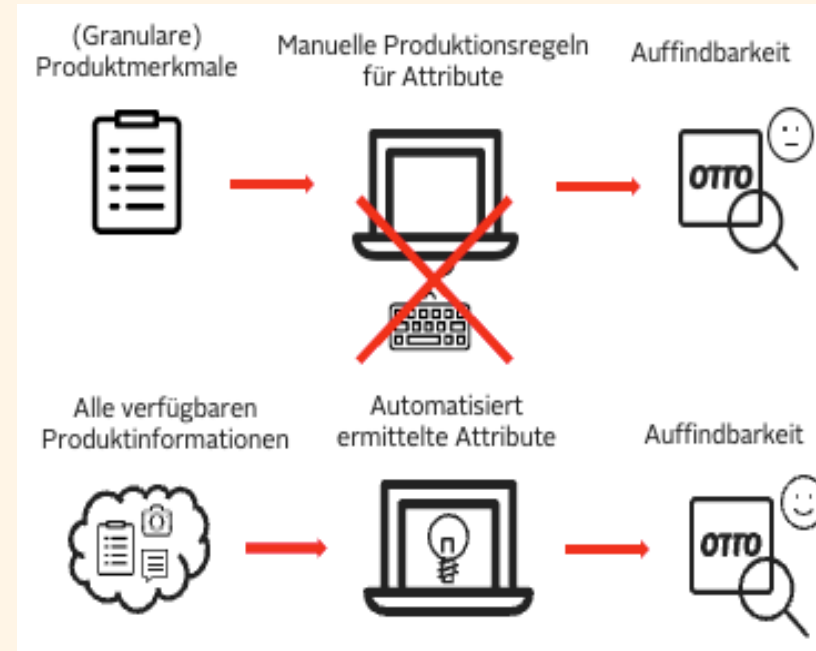 (Granulare)
Produktmerkmale
Manuelle Produktionsregeln
für Attribute
Auffindbarkeit
OTTO
Alle verfügbaren
Produktinformationen
Automatisiert
ermittelte Attribute
Auffindbarkeit
OTTO